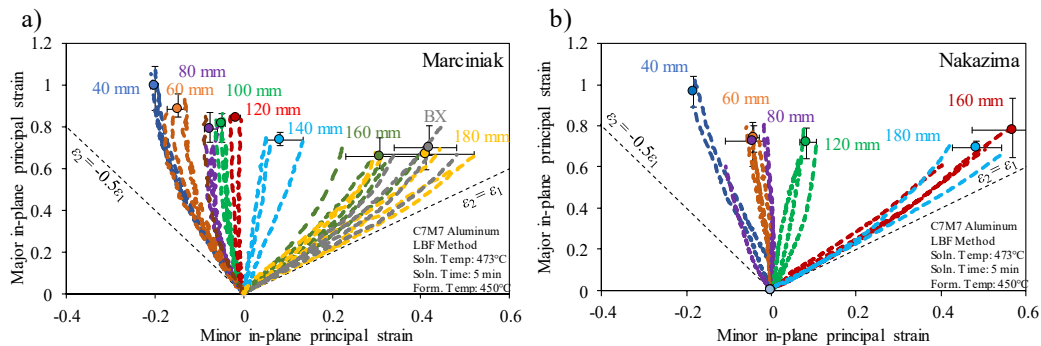 a)
Marciniak
1.2
1
0.8
0.6
0.4
0.2
0
-0.4
-0.2
0
0.2
0.4
0.6
Major in-plane principal strain
Minor in-plane principal strain
40 mm
60 mm
80 mm
100 mm
120 mm
140 mm
160 mm
BX
180 mm
ε₂ = -0.5ε₁
ε₂ = ε₁
C7M7 Aluminum
LBF Method
Soln. Temp: 473°C
Soln. Time: 5 min
Form. Temp: 450°C
b)
Nakazima
1.2
1
0.8
0.6
0.4
0.2
0
-0.4
-0.2
0
0.2
0.4
0.6
Major in-plane principal strain
Minor in-plane principal strain
40 mm
60 mm
80 mm
120 mm
160 mm
180 mm
ε₂ = -0.5ε₁
ε₂ = ε₁
C7M7 Aluminum
LBF Method
Soln. Temp: 473°C
Soln. Time: 5 min
Form. Temp: 450°C